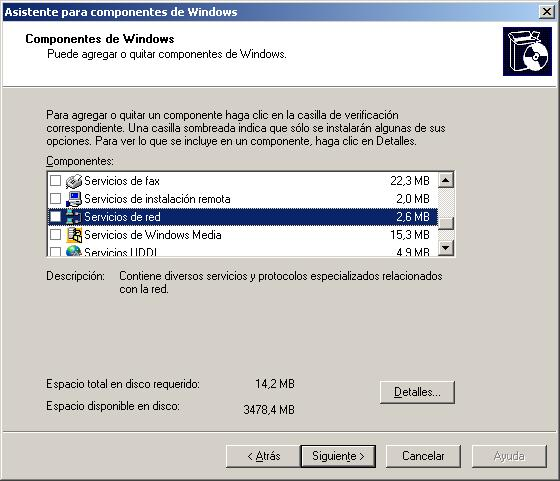 Asistente para componentes de Windows
Componentes de Windows
Puede agregar o quitar componentes de Windows.
Para agregar o quitar un componente haga clic en la casilla de verificación
correspondiente. Una casilla sombreada indica que sólo se instalarán algunas de sus
opciones. Para ver lo que se incluye en un componente, haga clic en Detalles.
Componentes:
Servicios de fax 22,3 MB
Servicios de instalación remota 2,0 MB
Servicios de red 2,6 MB
Servicios de Windows Media 15,3 MB
Servicios UDDI 4,9 MB
Descripción: Contiene diversos servicios y protocolos especializados relacionados
con la red.
Espacio total en disco requerido: 14,2 MB
Detalles...
Espacio disponible en disco: 3478,4 MB
< Atrás Siguiente > Cancelar Ayuda